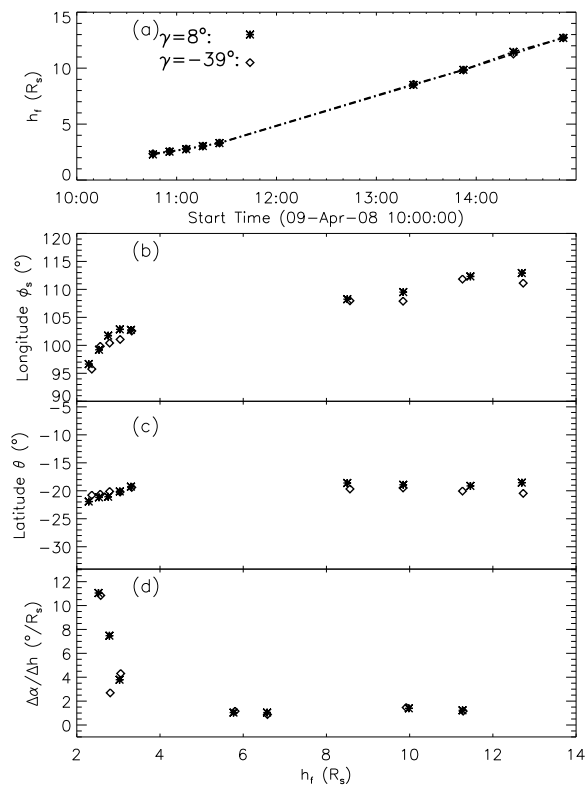 (a)
γ=8°:
γ=−39°:
15
10
5
0
h_f (R_s)
10:00 11:00 12:00 13:00 14:00
Start Time (09-Apr-08 10:00:00)
(b)
120
115
110
105
100
95
90
Longitude ϕ_s (°)
(c)
−5
−10
−15
−20
−25
−30
Latitude θ (°)
(d)
12
10
8
6
4
2
0
Δα/Δh (°/R_s)
2 4 6 8 10 12 14
h_f (R_s)